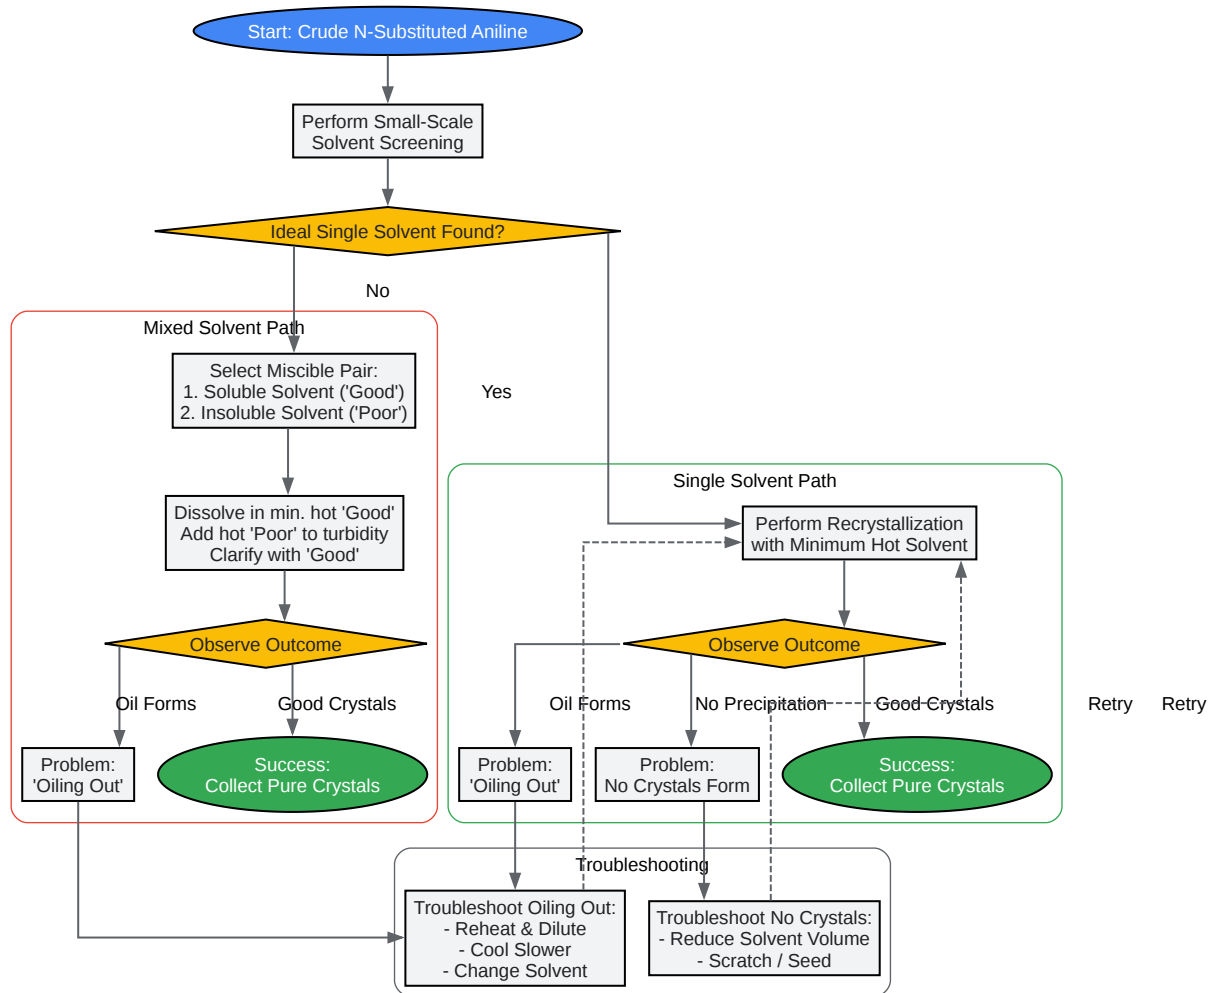 Start: Crude N-Substituted Aniline
Perform Small-Scale
Solvent Screening
Ideal Single Solvent Found?
No
Yes
Mixed Solvent Path
Select Miscible Pair:
1. Soluble Solvent ('Good')
2. Insoluble Solvent ('Poor')
Dissolve in min. hot 'Good'
Add hot 'Poor' to turbidity
Clarify with 'Good'
Observe Outcome
Oil Forms
Good Crystals
Problem:
'Oiling Out'
Success:
Collect Pure Crystals
Single Solvent Path
Perform Recrystallization
with Minimum Hot Solvent
Observe Outcome
Oil Forms
No Precipitation
Good Crystals
Retry
Retry
Problem:
'Oiling Out'
Problem:
No Crystals Form
Success:
Collect Pure Crystals
Troubleshooting
Troubleshoot Oiling Out:
- Reheat & Dilute
- Cool Slower
- Change Solvent
Troubleshoot No Crystals:
- Reduce Solvent Volume
- Scratch / Seed